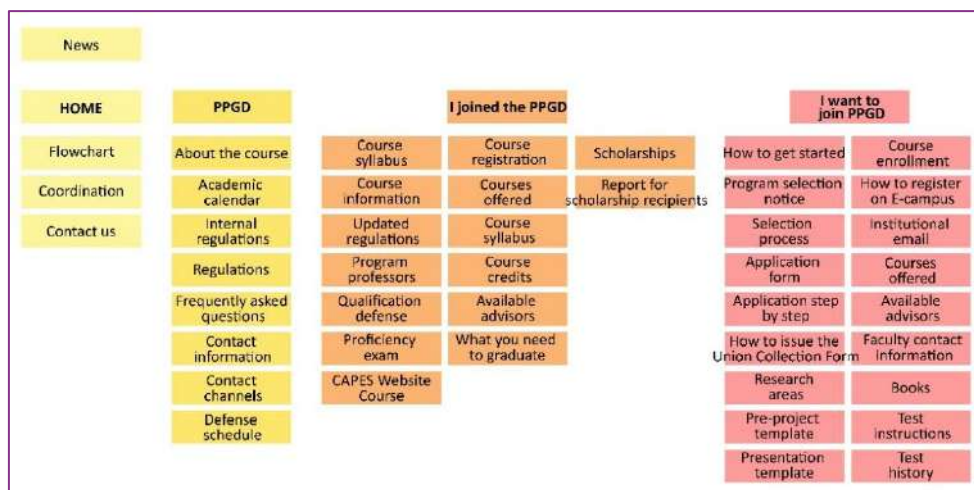 News
HOME
Flowchart
Coordination
Contact us
PPGD
About the course
Academic
calendar
Internal
regulations
Regulations
Frequently asked
questions
Contact
information
Contact
channels
Defense
schedule
I joined the PPGD
Course
syllabus
Course
information
Updated
regulations
Program
professors
Qualification
defense
Proficiency
exam
CAPES Website
Course
Course
registration
Courses
offered
Course
syllabus
Course
credits
Available
advisors
What you need
to graduate
Scholarships
Report for
scholarship recipients
I want to
join PPGD
How to get started
Program selection
notice
Selection
process
Application
form
Application step
by step
How to issue the
Union Collection Form
Research
areas
Pre-project
template
Presentation
template
Course
enrollment
How to register
on E-campus
Institutional
email
Courses
offered
Available
advisors
Faculty contact
information
Books
Test
instructions
Test
history